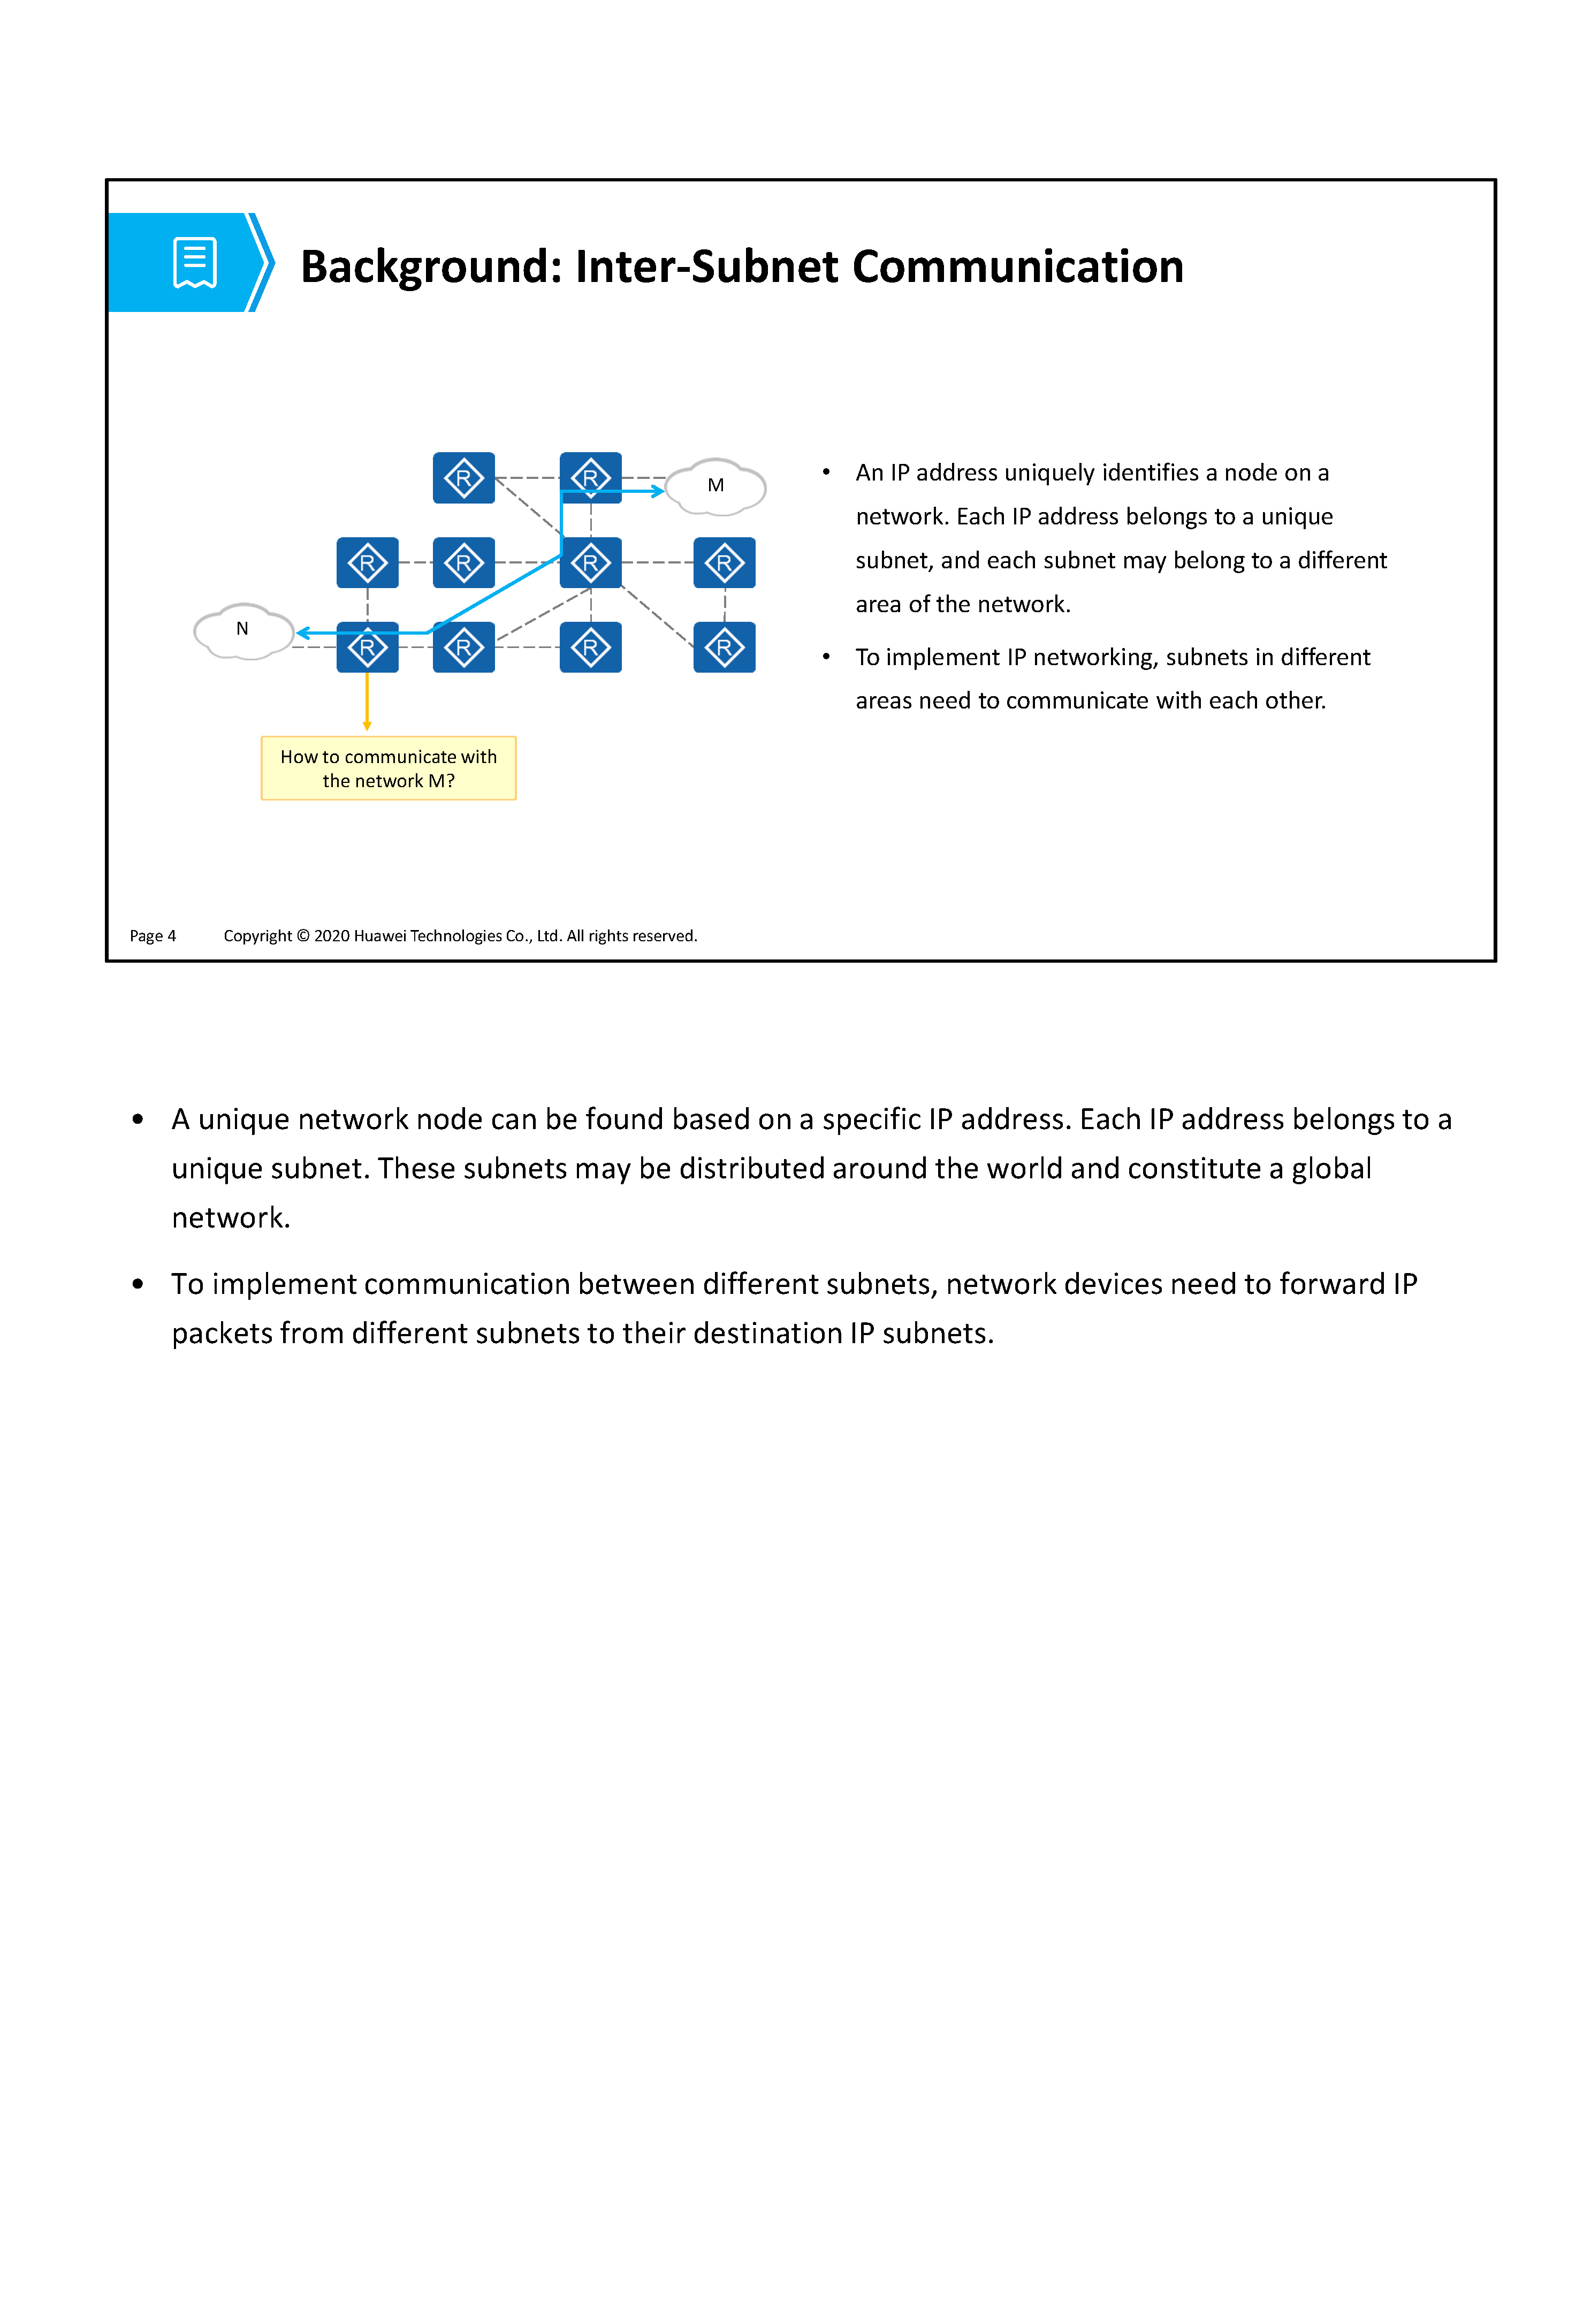 Background: Inter-Subnet Communication
R
R
M
R
R
R
R
N
R
R
R
R
How to communicate with
the network M?
• An IP address uniquely identifies a node on a
network. Each IP address belongs to a unique
subnet, and each subnet may belong to a different
area of the network.
• To implement IP networking, subnets in different
areas need to communicate with each other.
Page 4 Copyright © 2020 Huawei Technologies Co., Ltd. All rights reserved.
• A unique network node can be found based on a specific IP address. Each IP address belongs to a
unique subnet. These subnets may be distributed around the world and constitute a global
network.
• To implement communication between different subnets, network devices need to forward IP
packets from different subnets to their destination IP subnets.